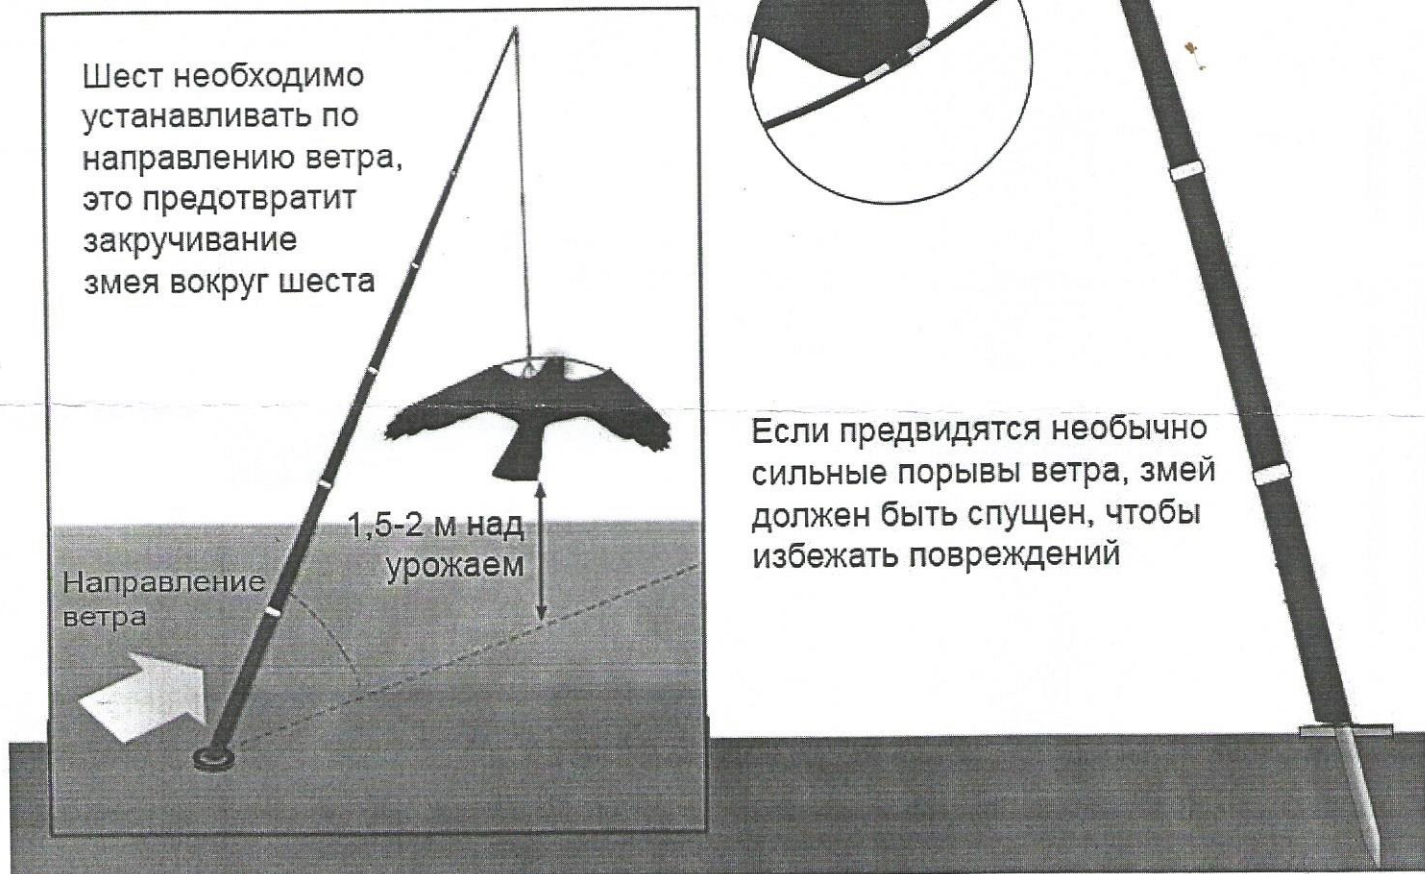 Шест необходимо
устанавливать по
направлению ветра,
это предотвратит
закручивание
змея вокруг шеста
1,5-2 м над
урожаем
Направление
ветра
Если предвидятся необычно
сильные порывы ветра, змей
должен быть спущен, чтобы
избежать повреждений